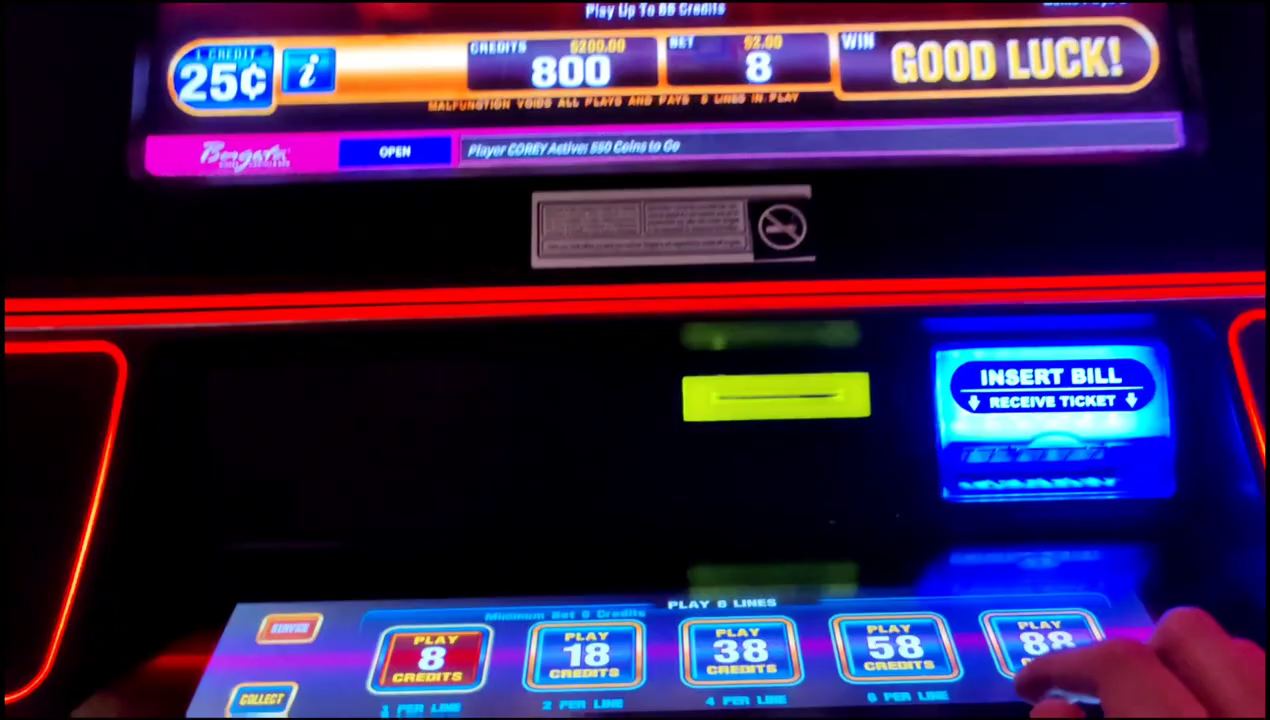 Play Up To 88 Credits
1 CREDIT
25¢
i
CREDITS $200.00
800
BET $2.00
8
WIN
GOOD LUCK!
MALFUNCTION VOIDS ALL PLAYS AND PAYS 8 LINES IN PLAY
Borgata
OPEN
Player COREY Active: 550 Coins to Go
INSERT BILL
RECEIVE TICKET
Minimum Bet 8 Credits
PLAY 8 LINES
SERVICE
COLLECT
PLAY
8
CREDITS
1 PER LINE
PLAY
18
CREDITS
2 PER LINE
PLAY
38
CREDITS
4 PER LINE
PLAY
58
CREDITS
6 PER LINE
PLAY
88